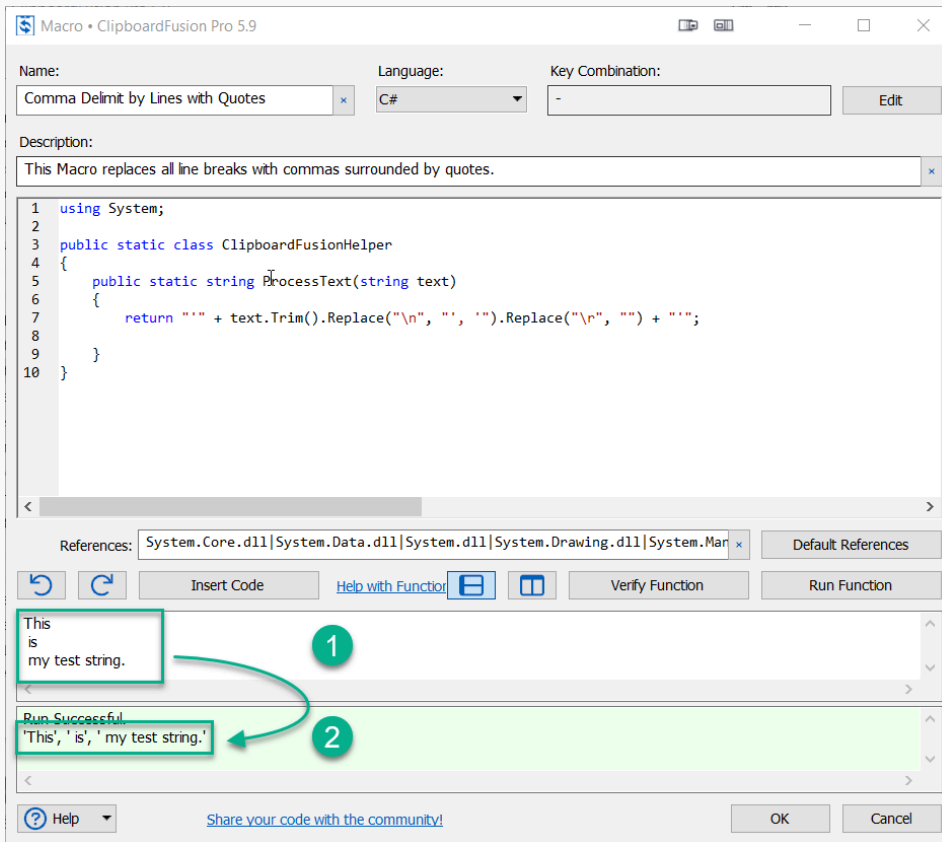 Macro • ClipboardFusion Pro 5.9
Name: Language: Key Combination:
Comma Delimit by Lines with Quotes × C# - Edit
Description:
This Macro replaces all line breaks with commas surrounded by quotes. ×
1 using System;
2
3 public static class ClipboardFusionHelper
4 {
5 public static string ProcessText(string text)
6 {
7 return "'" + text.Trim().Replace("\n", "', '").Replace("\r", "") + "'";
8
9 }
10 }
References: System.Core.dll|System.Data.dll|System.dll|System.Drawing.dll|System.Mar × Default References
Insert Code Help with Function Verify Function Run Function
This
is
my test string.
1
Run Successful.
'This', ' is', ' my test string.'
2
? Help Share your code with the community! OK Cancel